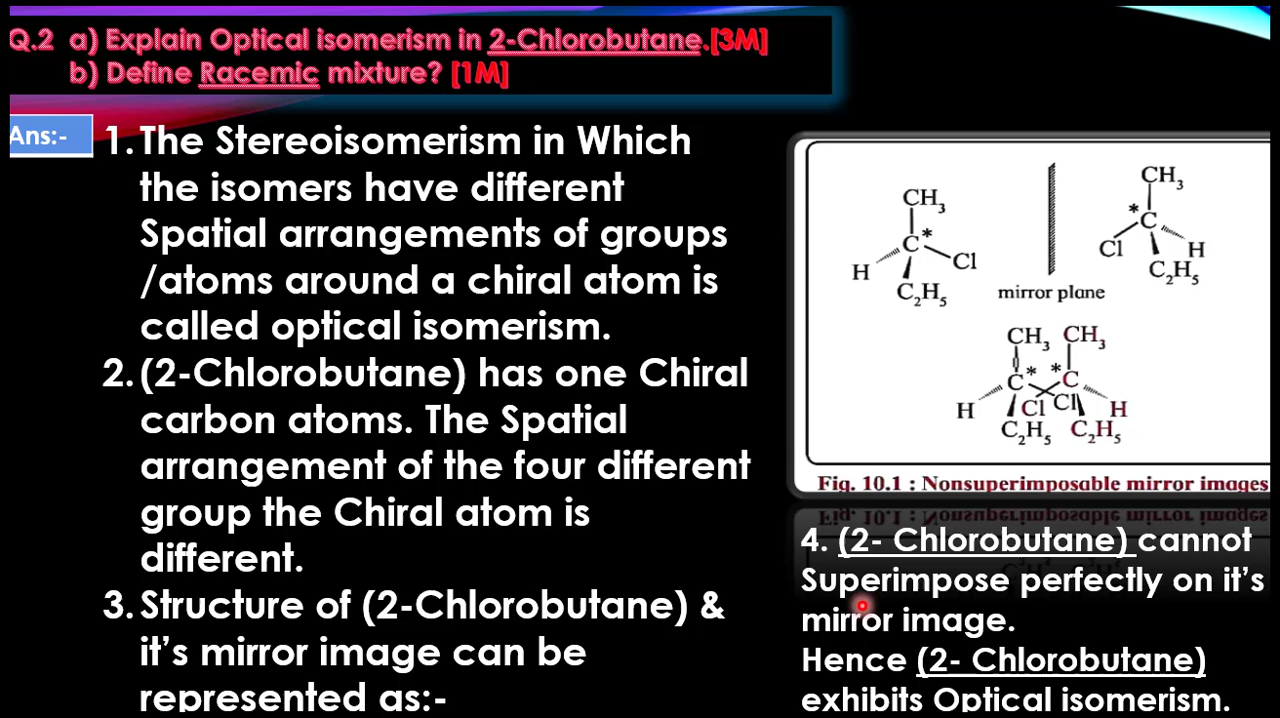 Q.2 a) Explain Optical isomerism in 2-Chlorobutane.[3M]
b) Define Racemic mixture? [1M]
Ans:-
1. The Stereoisomerism in Which
the isomers have different
Spatial arrangements of groups
/atoms around a chiral atom is
called optical isomerism.
2. (2-Chlorobutane) has one Chiral
carbon atoms. The Spatial
arrangement of the four different
group the Chiral atom is
different.
3. Structure of (2-Chlorobutane) &
it's mirror image can be
represented as:-
CH₃
C*
H
Cl
C₂H₅
mirror plane
CH₃
*C
Cl
H
C₂H₅
CH₃ CH₃
C* *C
H Cl Cl H
C₂H₅ C₂H₅
Fig. 10.1 : Nonsuperimposable mirror images
4. (2- Chlorobutane) cannot
Superimpose perfectly on it's
mirror image.
Hence (2- Chlorobutane)
exhibits Optical isomerism.